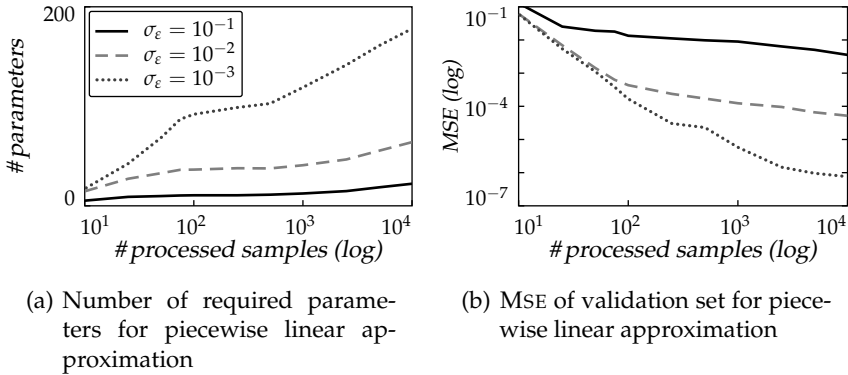 200
0
# parameters
σε = 10⁻¹
σε = 10⁻²
σε = 10⁻³
10¹ 10² 10³ 10⁴
# processed samples (log)
10⁻¹
10⁻⁴
10⁻⁷
MSE (log)
10¹ 10² 10³ 10⁴
# processed samples (log)
(a) Number of required parame-
ters for piecewise linear ap-
proximation
(b) MSE of validation set for piece-
wise linear approximation